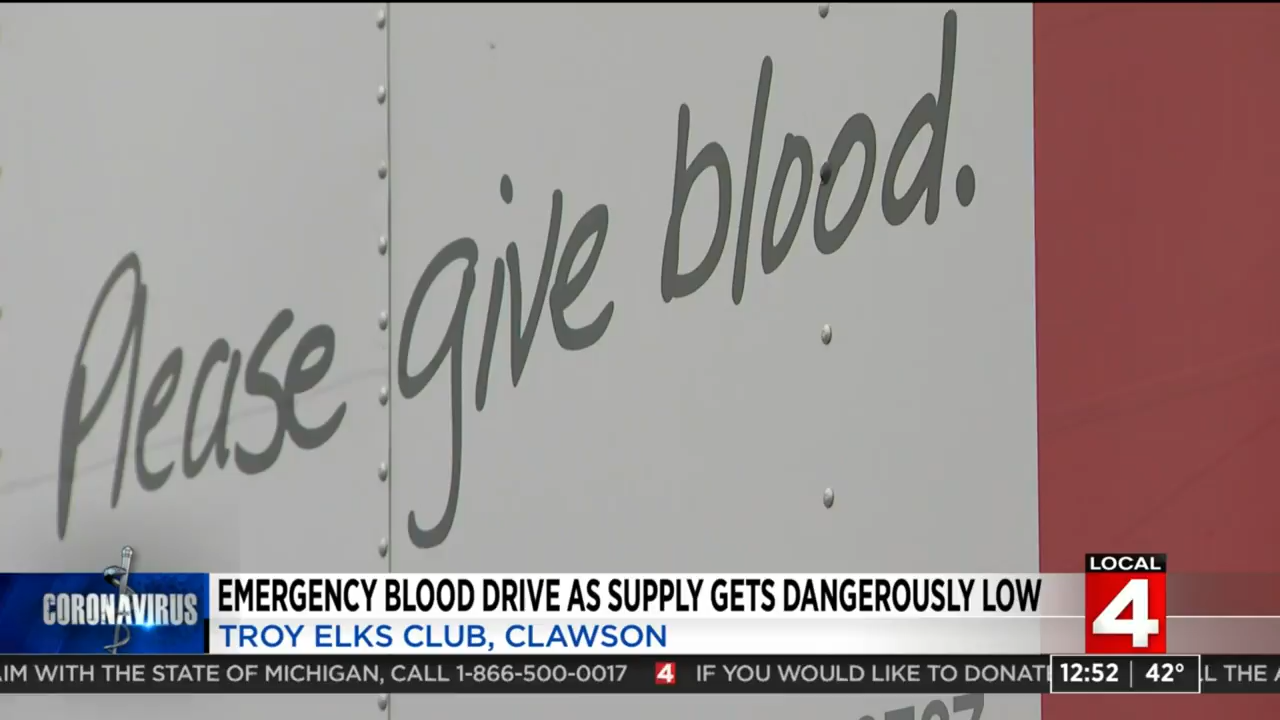 Please give blood.
LOCAL
4
CORONAVIRUS
EMERGENCY BLOOD DRIVE AS SUPPLY GETS DANGEROUSLY LOW
TROY ELKS CLUB, CLAWSON
WITH THE STATE OF MICHIGAN, CALL 1-866-500-0017 4 IF YOU WOULD LIKE TO 12:52 42° THE